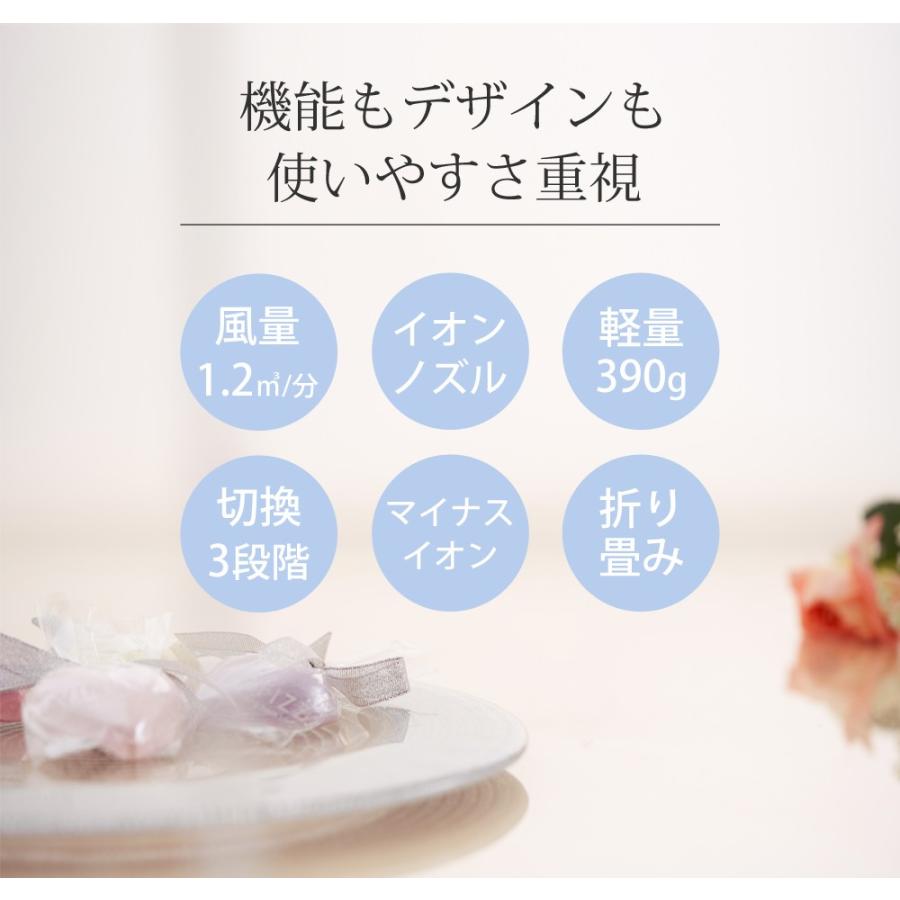 機能もデザインも
使いやすさ重視
風量
1.2㎥/分
イオン
ノズル
軽量
390g
切換
3段階
マイナス
イオン
折り
畳み